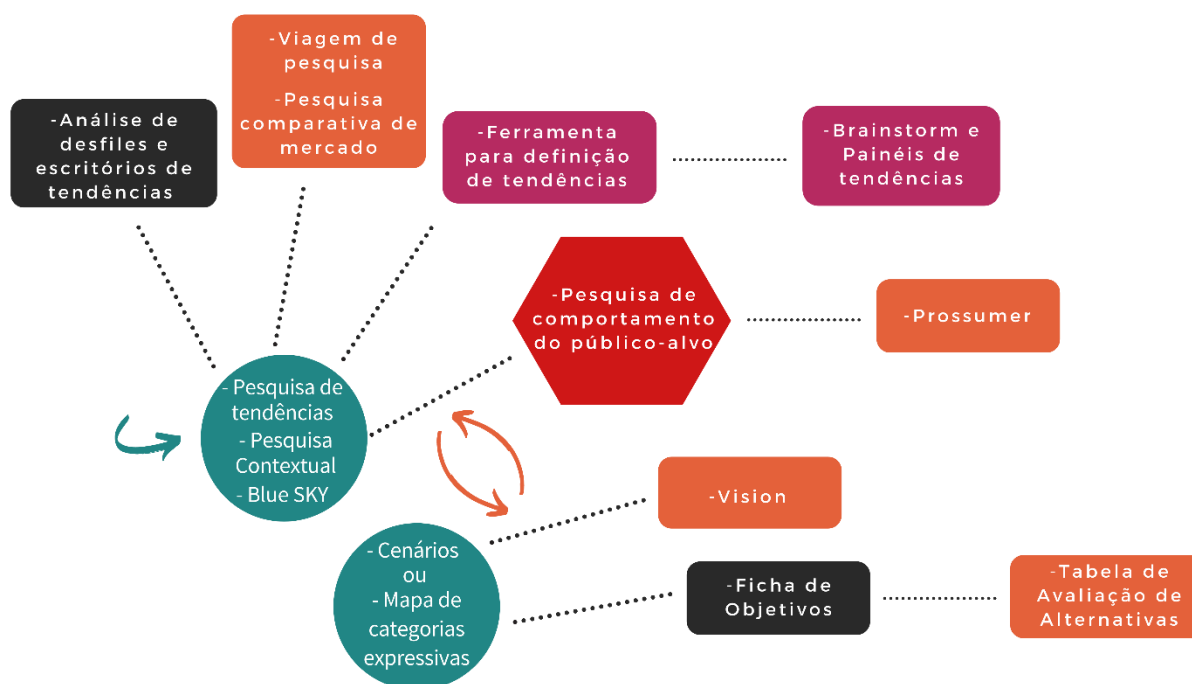 -Análise de
desfiles e
escritórios de
tendências
-Viagem de
pesquisa
-Pesquisa
comparativa de
mercado
-Ferramenta
para definição
de tendências
-Brainstorm e
Painéis de
tendências
-Pesquisa de
comportamento
do público-alvo
-Prossumer
- Pesquisa de
tendências
- Pesquisa
Contextual
- Blue SKY
-Vision
- Cenários
ou
- Mapa de
categorias
expressivas
-Ficha de
Objetivos
-Tabela de
Avaliação de
Alternativas